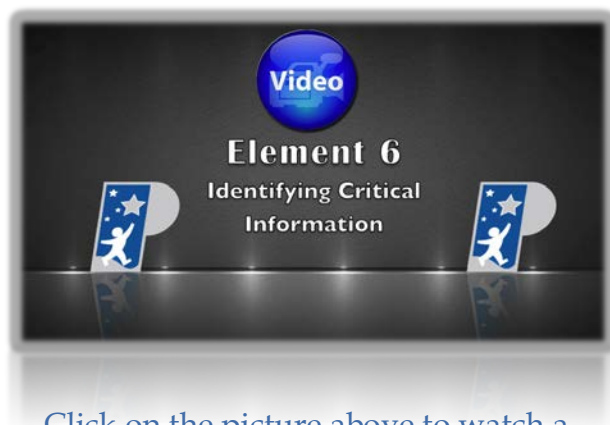 Video
Element 6
Identifying Critical
Information
Click on the picture above to watch a